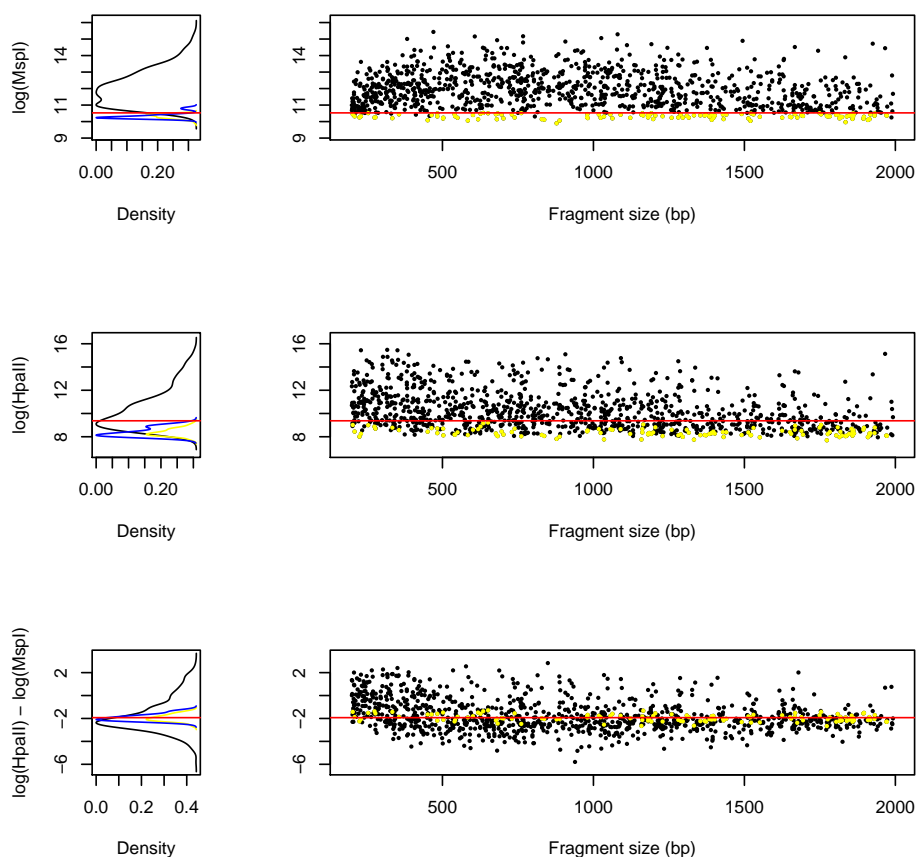 log(MspI)
9 11 14
0.00 0.20
Density
500 1000 1500 2000
Fragment size (bp)
log(HpaII)
8 12 16
0.00 0.20
Density
500 1000 1500 2000
Fragment size (bp)
log(HpaII) − log(MspI)
−6 −2 2
0.0 0.2 0.4
Density
9 11 14
500 1000 1500 2000
Fragment size (bp)
8 12 16
−6 −2 2